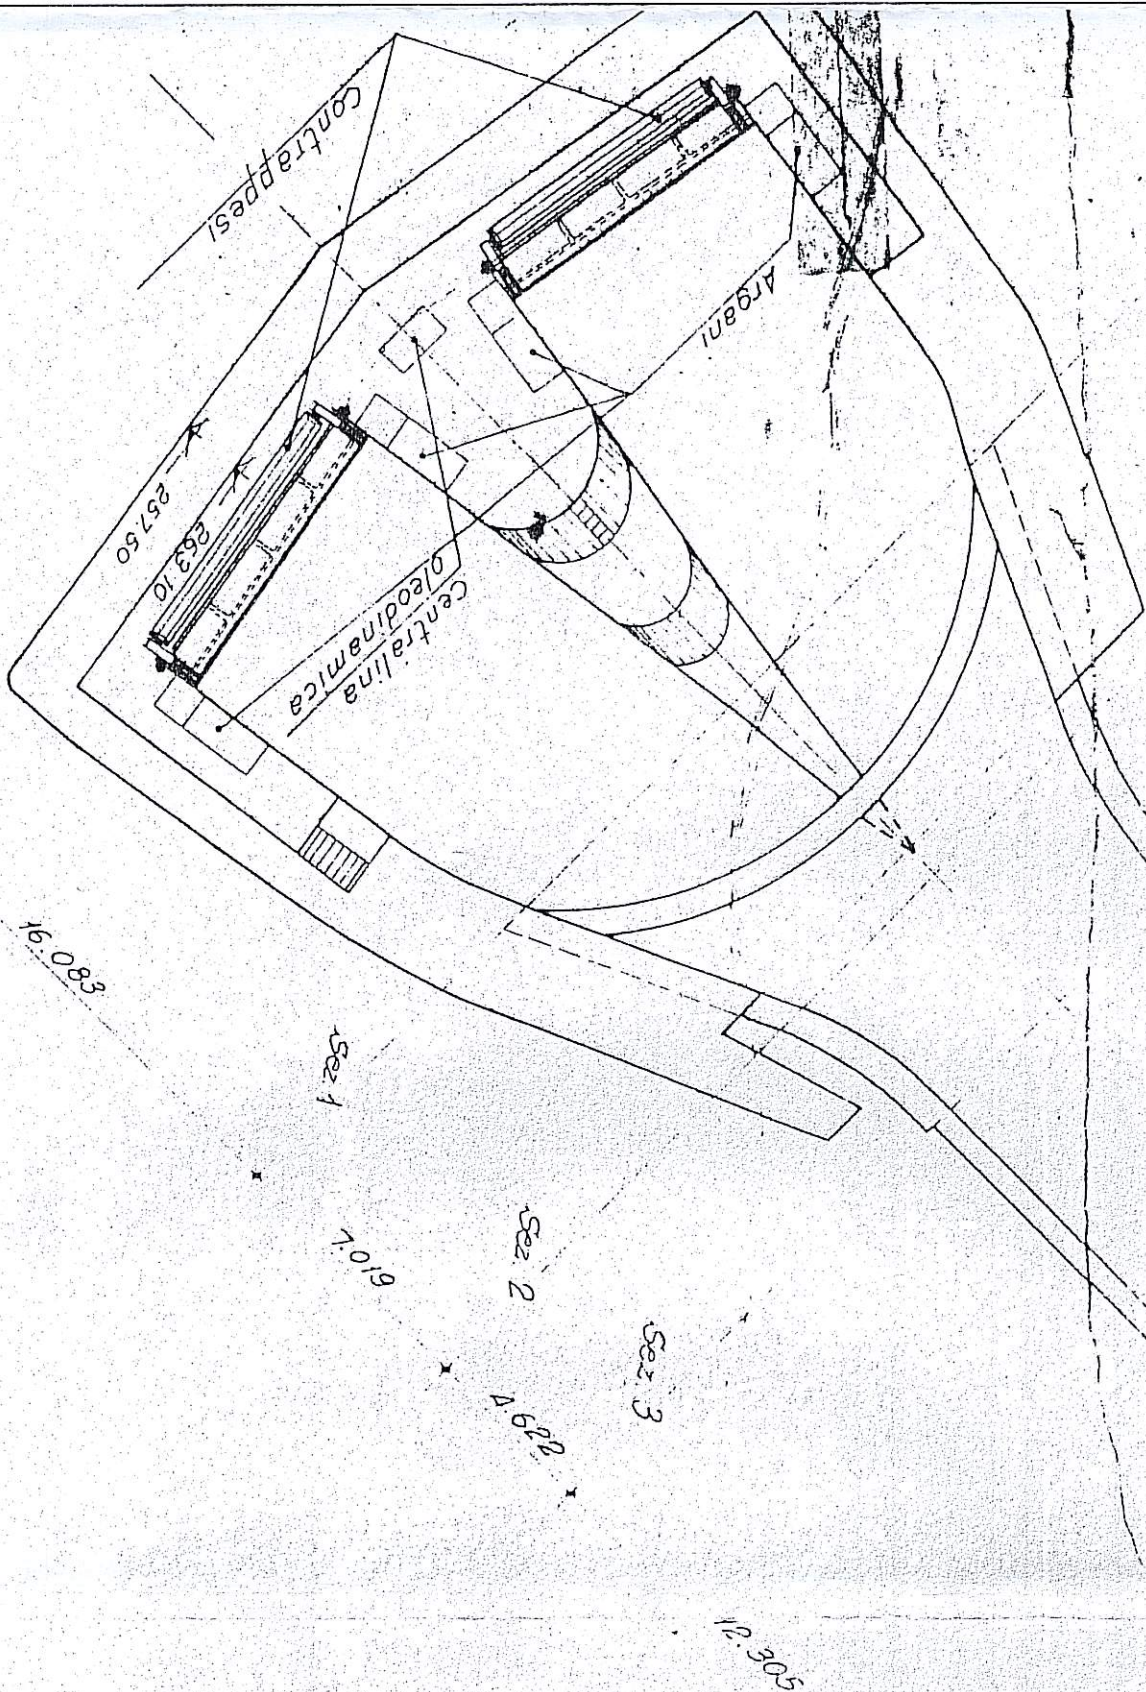 Contrappesi
Argani
257.50
263.10
Centralina
oleodinamica
16.083
Sez. 1
7.019
Sez. 2
4.622
Sez. 3
12.305